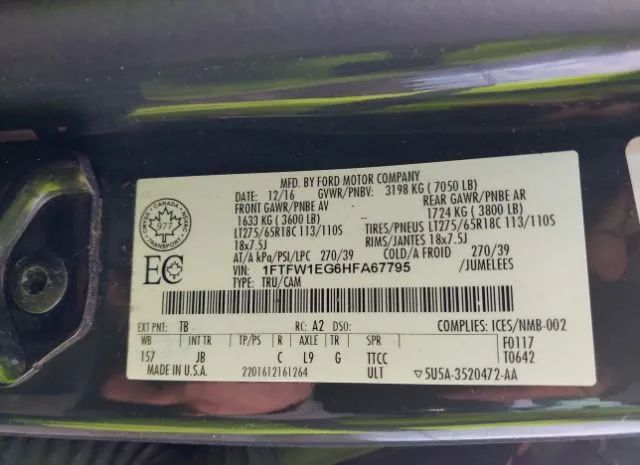 MFD. BY FORD MOTOR COMPANY
12/16 GVWR/PNBV: 3198 KG ( 7050 LB)
FRONT GAWR/PNBE AV REAR GAWR/PNBE AR
1633 KG ( 3600 LB) 1724 KG ( 3800 LB)
LT275/65R18C 113/110S TIRES/PNEUS LT275/65R18C 113/110S
18x7.5J RIMS/JANTES 18x7.5J
AT/A kPa/PSI/LPC 270/39 COLD/A FROID 270/39
VIN: 1FTFW1EG6HFA67795 /JUMELEES
TYPE: TRU/CAM
CANADA
977
EC
EXT PNT: TB RC: A2 DSO: COMPLIES: ICES/NMB-002
WB INT TR TP/PS R AXLE TR SPR F0117
157 JB C L9 G TTCC T0642
MADE IN U.S.A. 2201612161264 ULT 5U5A-3520472-AA